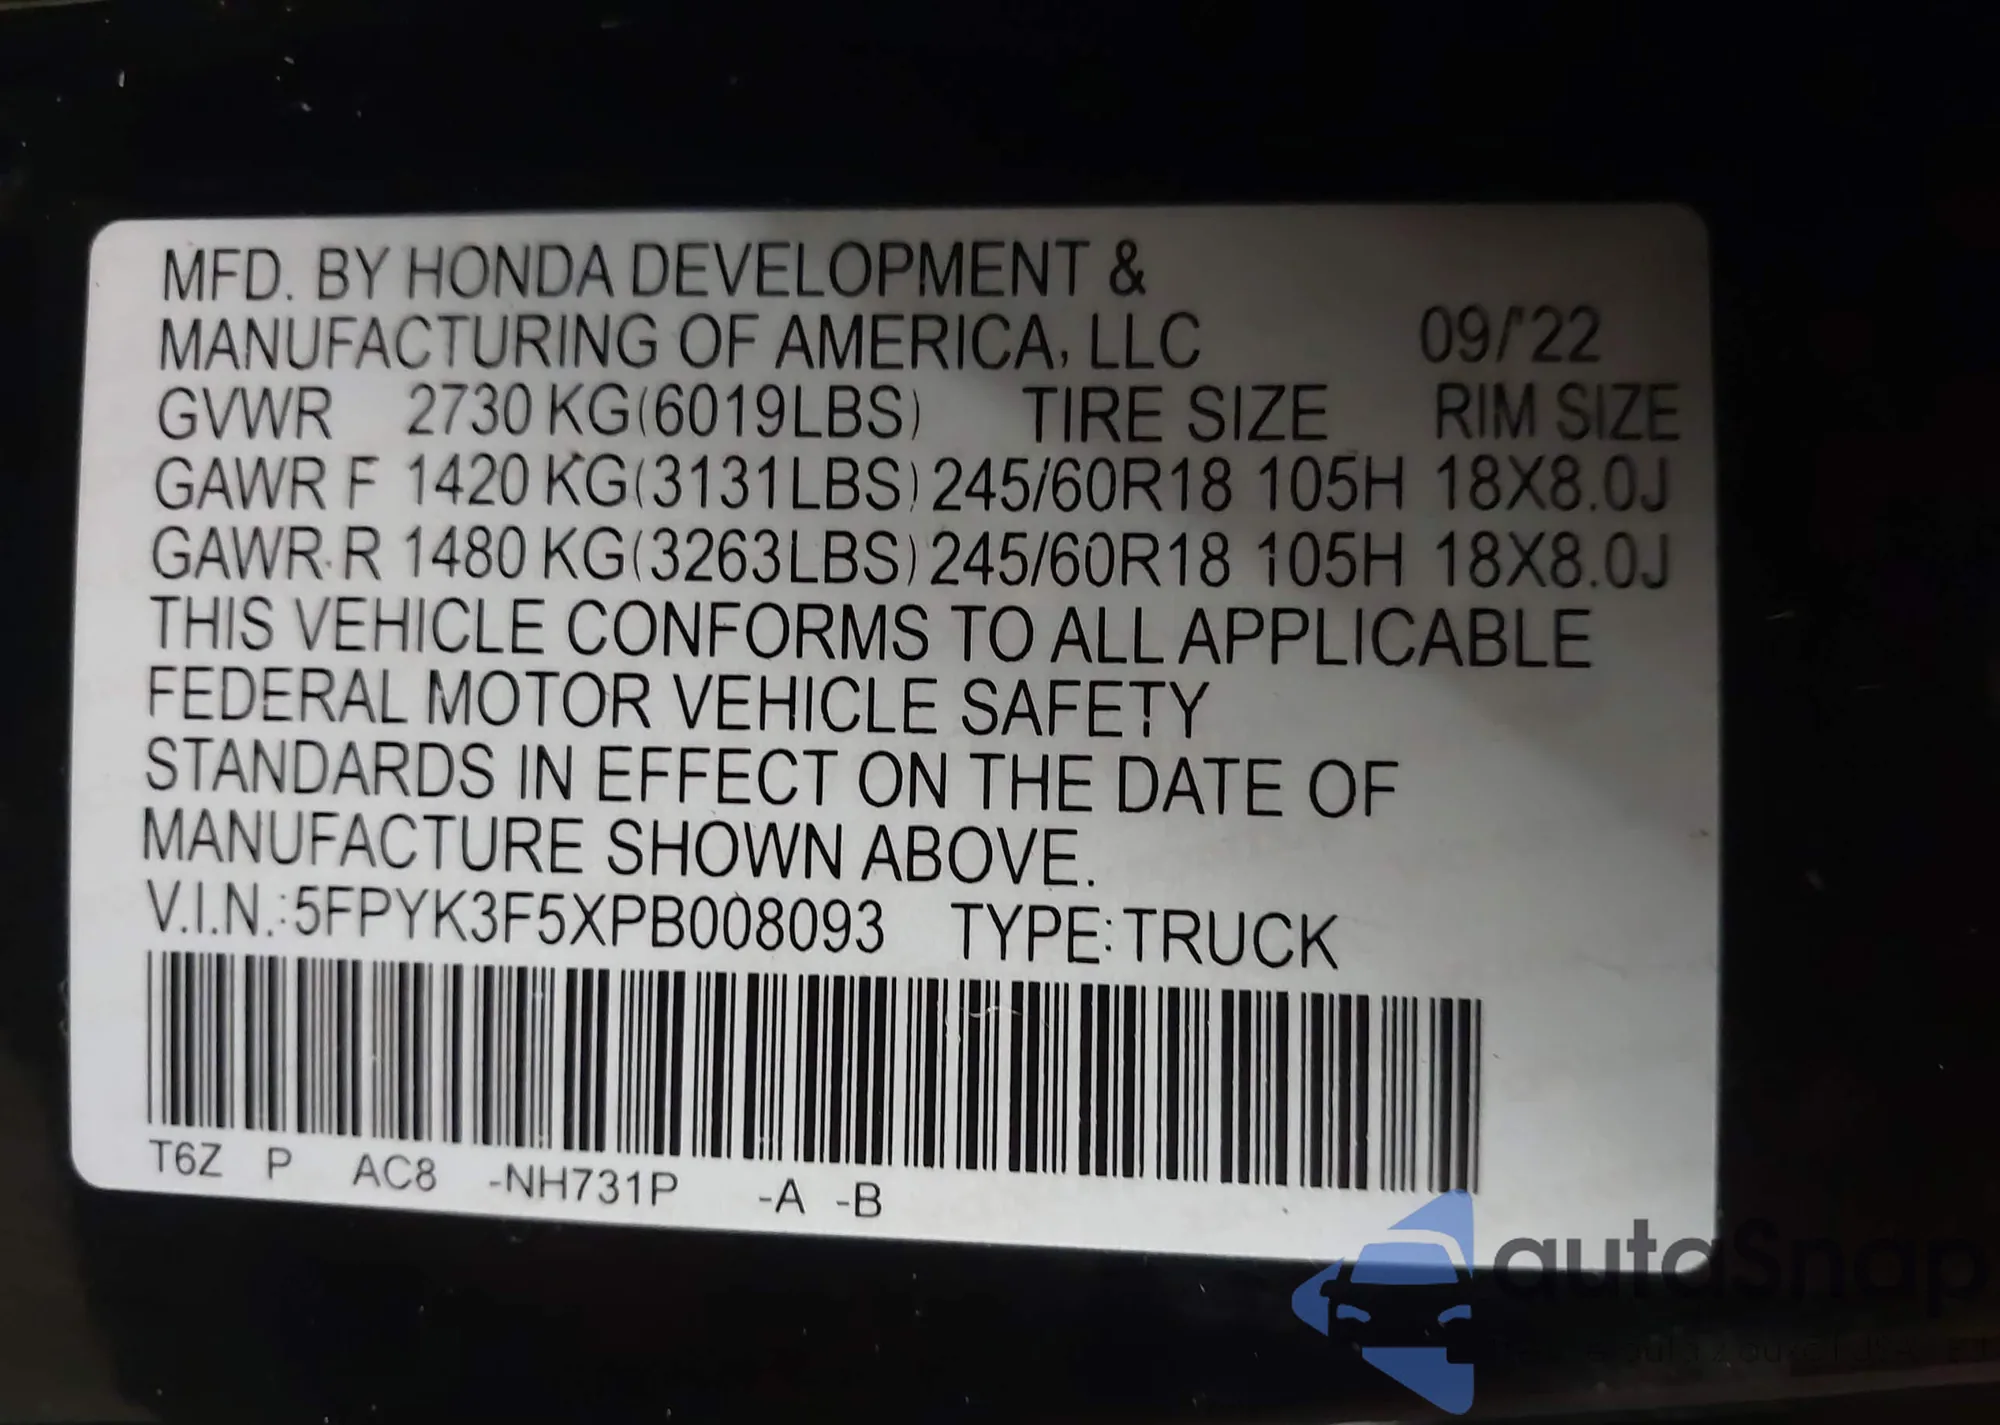 MFD. BY HONDA DEVELOPMENT &
MANUFACTURING OF AMERICA, LLC 09/'22
GVWR 2730 KG(6019LBS) TIRE SIZE RIM SIZE
GAWR F 1420 KG(3131LBS) 245/60R18 105H 18X8.0J
GAWR R 1480 KG(3263LBS) 245/60R18 105H 18X8.0J
THIS VEHICLE CONFORMS TO ALL APPLICABLE
FEDERAL MOTOR VEHICLE SAFETY
STANDARDS IN EFFECT ON THE DATE OF
MANUFACTURE SHOWN ABOVE.
V.I.N.:5FPYK3F5XPB008093 TYPE:TRUCK
T6Z P AC8 -NH731P -A -B
autaSnap